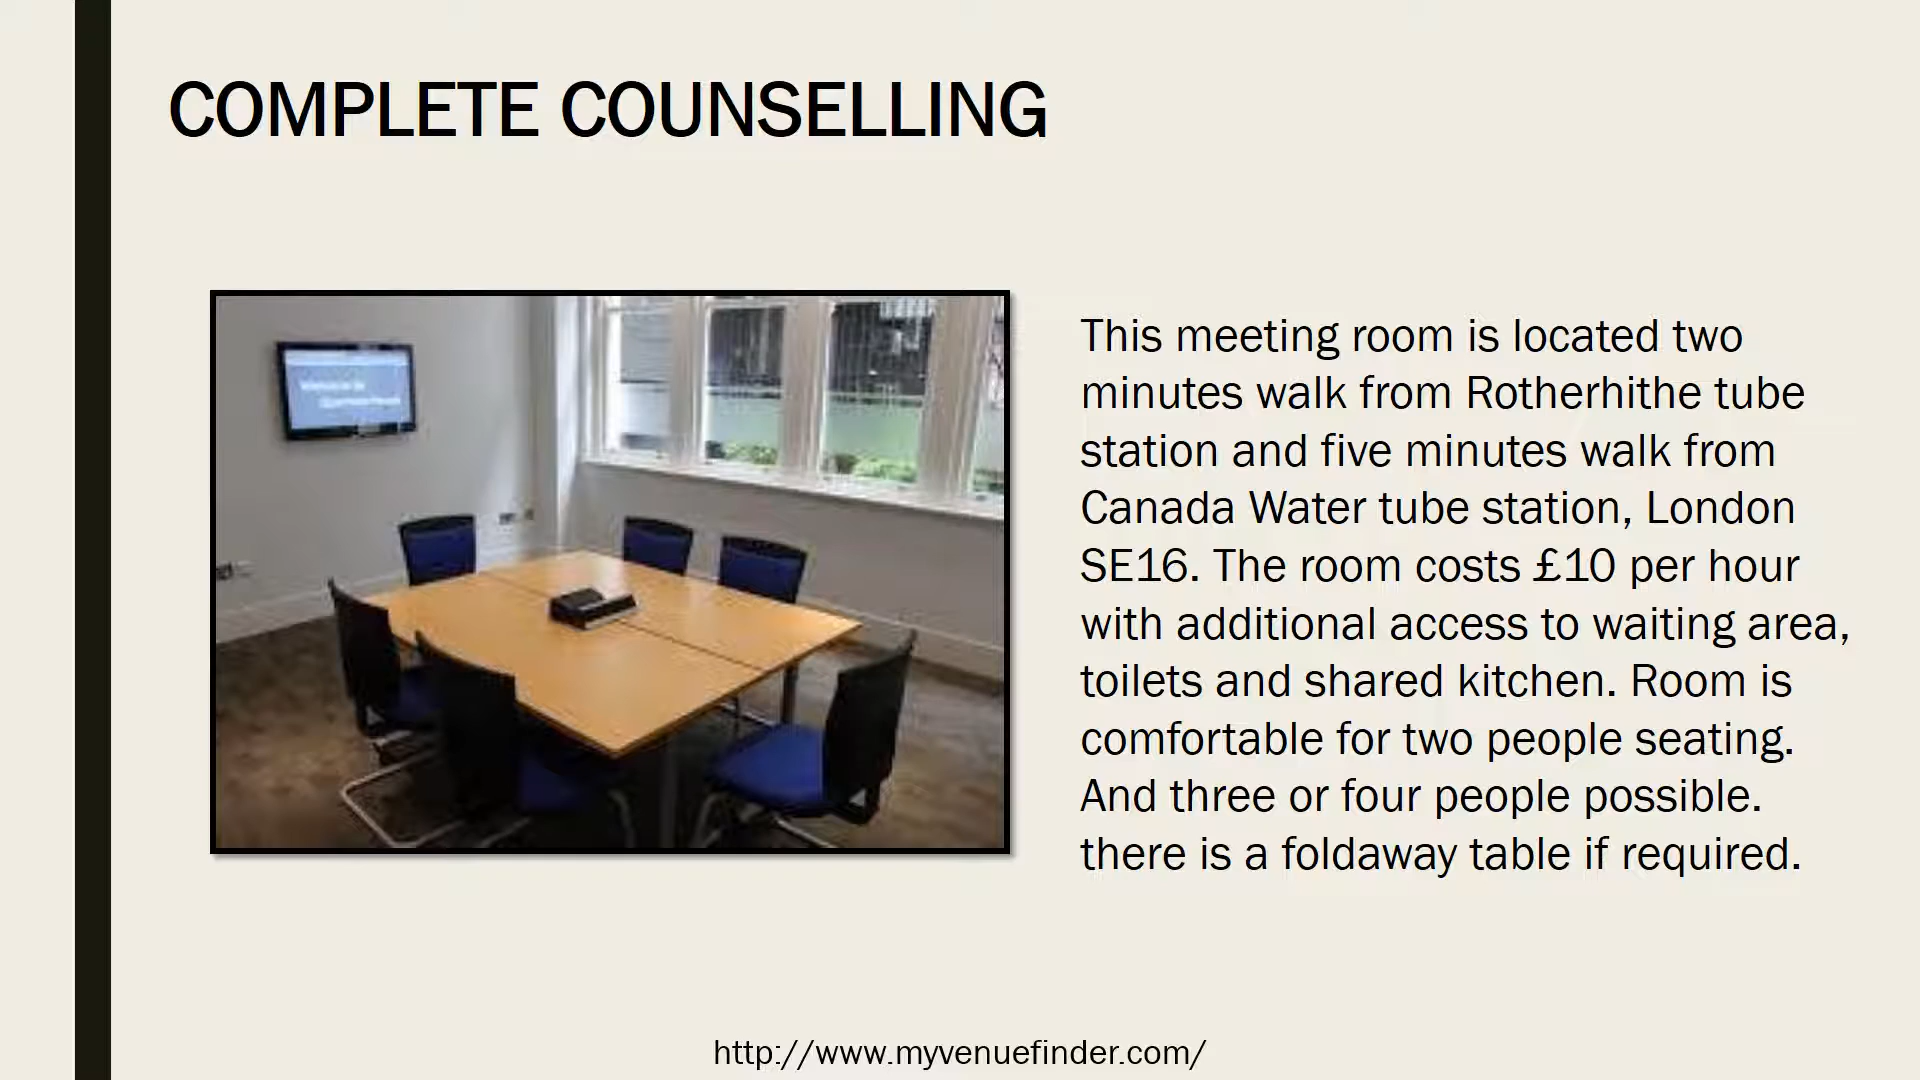 COMPLETE COUNSELLING
This meeting room is located two
minutes walk from Rotherhithe tube
station and five minutes walk from
Canada Water tube station, London
SE16. The room costs £10 per hour
with additional access to waiting area,
toilets and shared kitchen. Room is
comfortable for two people seating.
And three or four people possible.
there is a foldaway table if required.
http://www.myvenuefinder.com/